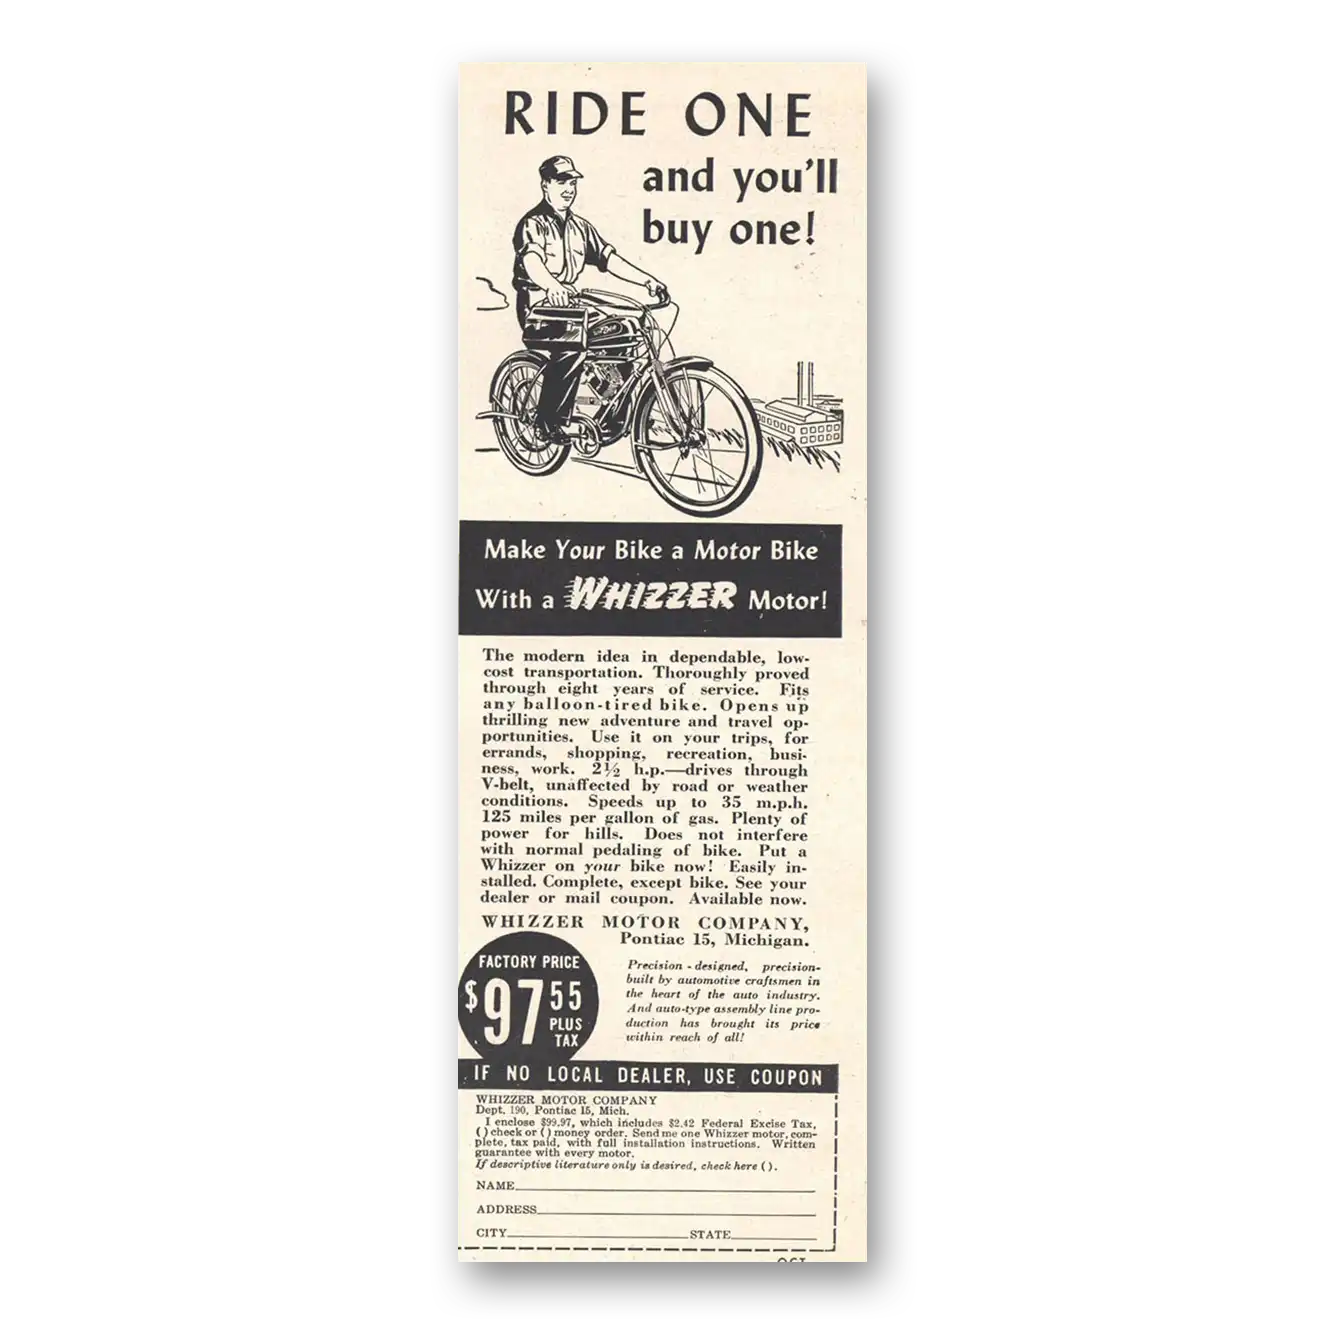 RIDE ONE
and you'll
buy one!
Make Your Bike a Motor Bike
With a WHIZZER Motor!
The modern idea in dependable, low-
cost transportation. Thoroughly proved
through eight years of service. Fits
any balloon-tired bike. Opens up
thrilling new adventure and travel op-
portunities. Use it on your trips, for
errands, shopping, recreation, busi-
ness, work. 2½ h.p.—drives through
V-belt, unaffected by road or weather
conditions. Speeds up to 35 m.p.h.
125 miles per gallon of gas. Plenty of
power for hills. Does not interfere
with normal pedaling of bike. Put a
Whizzer on your bike now! Easily in-
stalled. Complete, except bike. See your
dealer or mail coupon. Available now.
WHIZZER MOTOR COMPANY,
Pontiac 15, Michigan.
FACTORY PRICE
$97.55
PLUS
TAX
Precision-designed, precision-
built by automotive craftsmen in
the heart of the auto industry.
And auto-type assembly line pro-
duction has brought its price
within reach of all!
IF NO LOCAL DEALER, USE COUPON
WHIZZER MOTOR COMPANY
Dept. 190, Pontiac 15, Mich.
I enclose $99.97, which includes $2.42 Federal Excise Tax,
( ) check or ( ) money order. Send me one Whizzer motor, com-
plete, tax paid, with full installation instructions. Written
guarantee with every motor.
If descriptive literature only is desired, check here ( ).
NAME
ADDRESS
CITY STATE